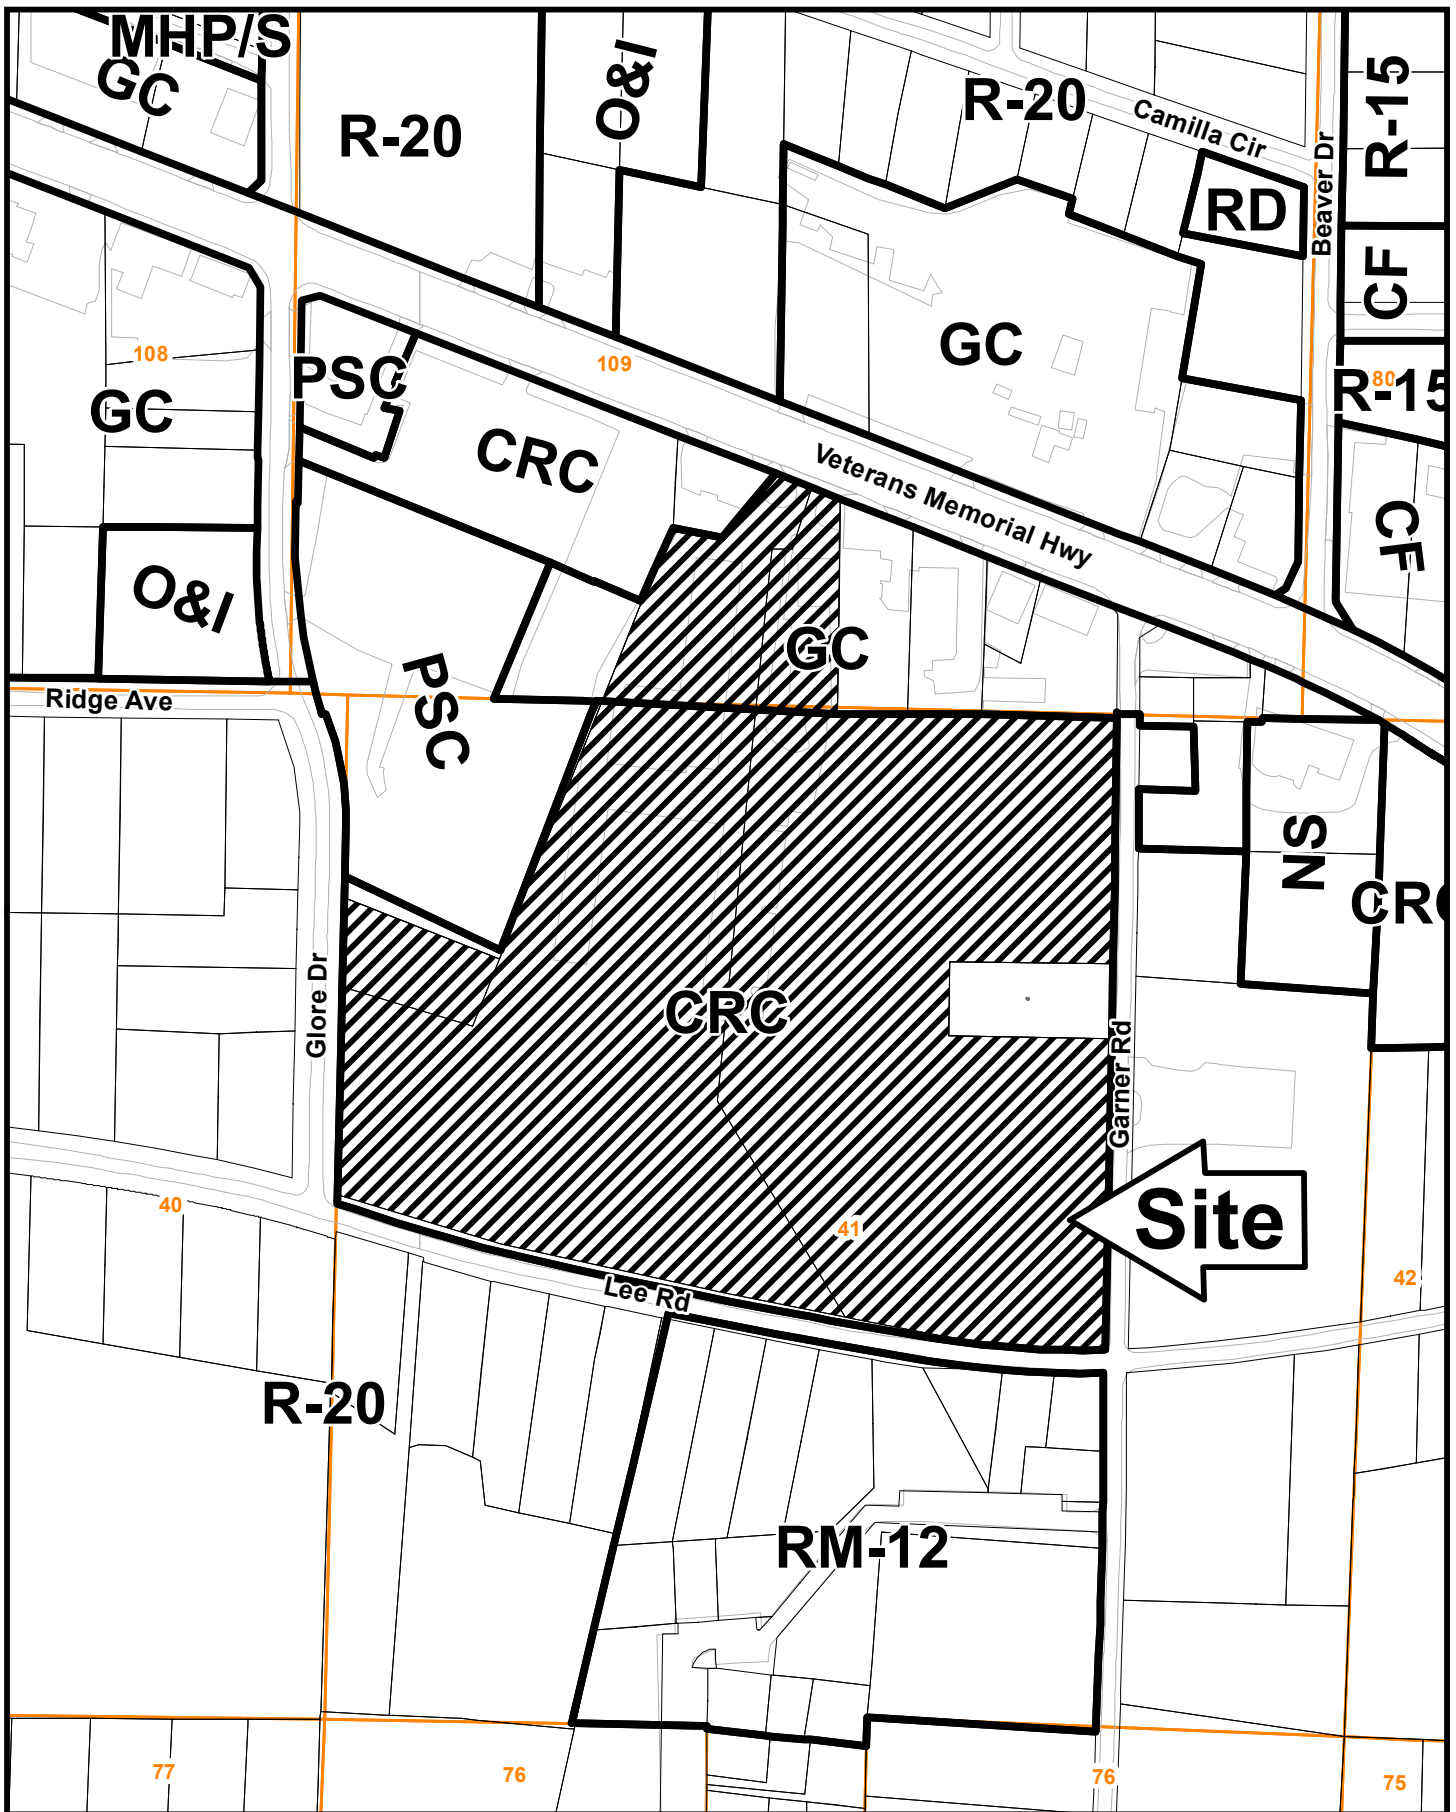 MHP/S
GC
R-20
O&I
R-20
Camilla Cir
Beaver Dr
R-15
RD
CF
GC
108
109
PSC
GC
80
R-15
CRC
Veterans Memorial Hwy
CF
O&I
GC
Ridge Ave
PSC
NS
CRC
Glore Dr
CRC
Garner Rd
Site
40
41
42
Lee Rd
R-20
RM-12
77
76
76
75